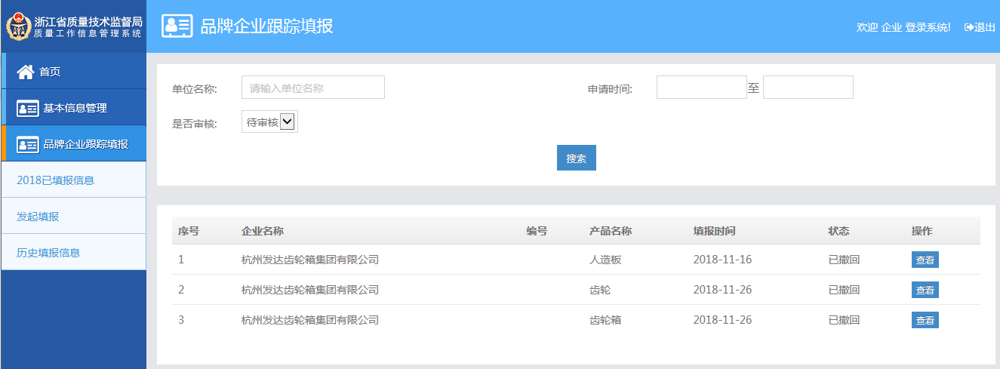 浙江省质量技术监督局
质量工作信息管理系统
品牌企业跟踪填报
欢迎 企业 登录系统! 退出
首页
基本信息管理
品牌企业跟踪填报
2018已填报信息
发起填报
历史填报信息
单位名称: 请输入单位名称 申请时间: 至
是否审核: 待审核
搜索
序号 企业名称 编号 产品名称 填报时间 状态 操作
1 杭州发达齿轮箱集团有限公司 人造板 2018-11-16 已撤回 查看
2 杭州发达齿轮箱集团有限公司 齿轮 2018-11-26 已撤回 查看
3 杭州发达齿轮箱集团有限公司 齿轮箱 2018-11-26 已撤回 查看